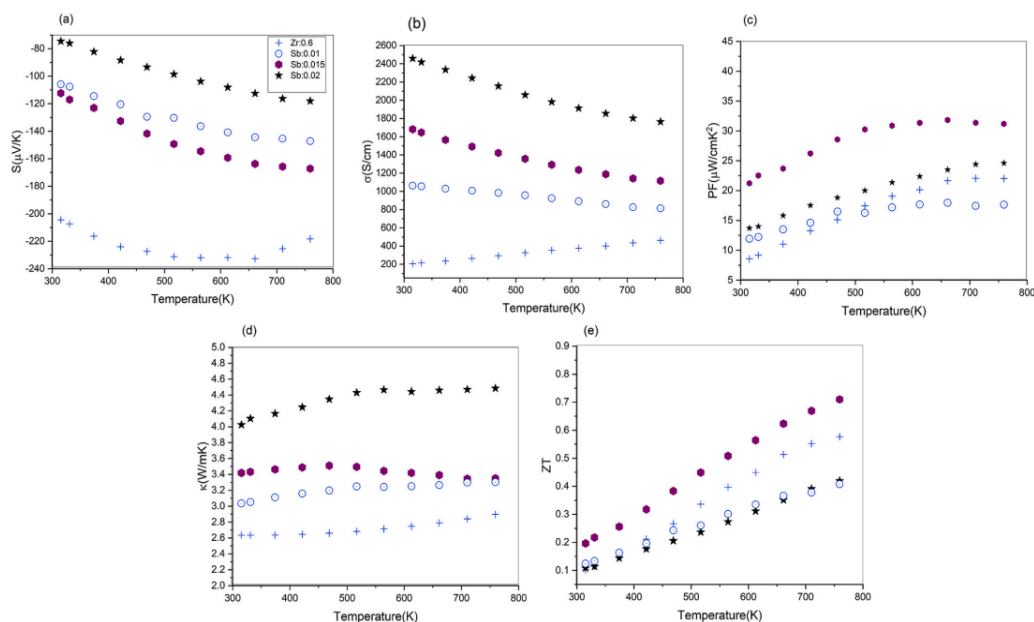 (a)
S(μV/K)
-80
-100
-120
-140
-160
-180
-200
-220
-240
300 400 500 600 700 800
Temperature(K)
Zr:0.6
Sb:0.01
Sb:0.015
Sb:0.02
(b)
σ(S/cm)
2600
2400
2200
2000
1800
1600
1400
1200
1000
800
600
400
200
300 400 500 600 700 800
Temperature(K)
(c)
PF(μW/cmK²)
45
40
35
30
25
20
15
10
5
300 400 500 600 700 800
Temperature(K)
(d)
κ(W/mK)
5.0
4.8
4.6
4.4
4.2
4.0
3.8
3.6
3.4
3.2
3.0
2.8
2.6
2.4
2.2
2.0
300 400 500 600 700 800
Temperature(K)
(e)
ZT
0.9
0.8
0.7
0.6
0.5
0.4
0.3
0.2
0.1
300 400 500 600 700 800
Temperature(K)